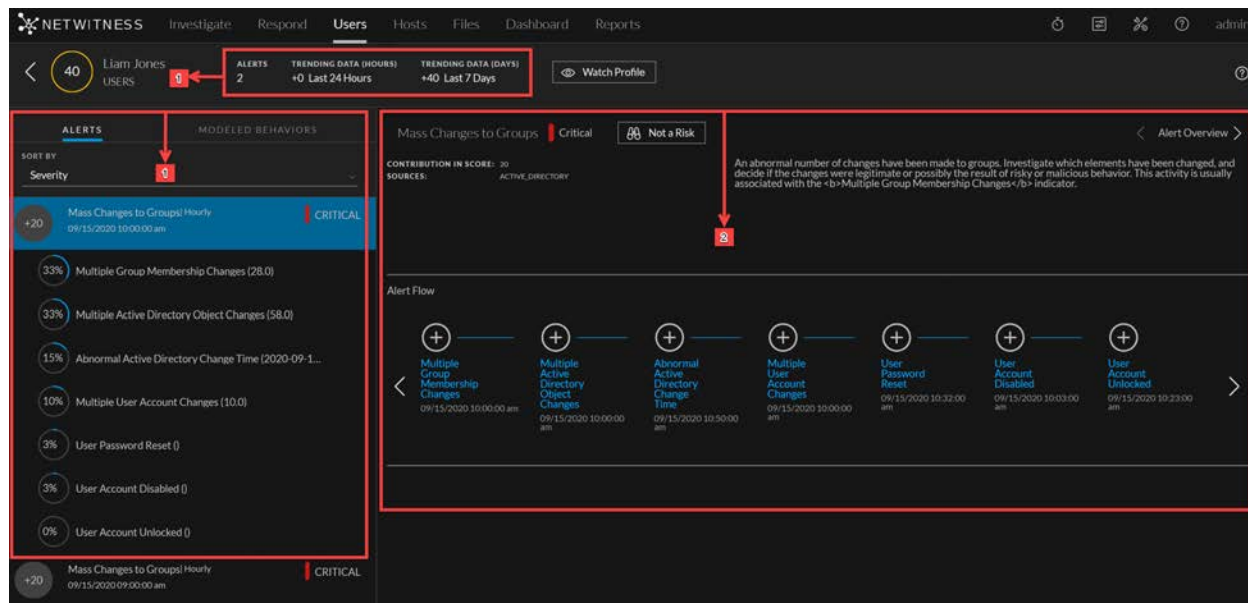 NETWITNESS Investigate Respond Users Hosts Files Dashboard Reports admin
40 Liam Jones
USERS
1
ALERTS TRENDING DATA (HOURS) TRENDING DATA (DAYS)
2 +0 Last 24 Hours +40 Last 7 Days
Watch Profile
ALERTS MODELED BEHAVIORS
SORT BY
Severity
1
+20 Mass Changes to Groups| Hourly CRITICAL
09/15/2020 10:00:00 am
33% Multiple Group Membership Changes (28.0)
33% Multiple Active Directory Object Changes (58.0)
15% Abnormal Active Directory Change Time (2020-09-1...
10% Multiple User Account Changes (10.0)
3% User Password Reset ()
3% User Account Disabled ()
0% User Account Unlocked ()
+20 Mass Changes to Groups| Hourly CRITICAL
09/15/2020 09:00:00 am
Mass Changes to Groups Critical Not a Risk Alert Overview
CONTRIBUTION IN SCORE: 20
SOURCES: ACTIVE_DIRECTORY
An abnormal number of changes have been made to groups. Investigate which elements have been changed, and
decide if the changes were legitimate or possibly the result of risky or malicious behavior. This activity is usually
associated with the <b>Multiple Group Membership Changes</b> indicator.
2
Alert Flow
Multiple
Group
Membership
Changes
09/15/2020 10:00:00 am
Multiple
Active
Directory
Object
Changes
09/15/2020 10:00:00
am
Abnormal
Active
Directory
Change
Time
09/15/2020 10:50:00
am
Multiple
User
Account
Changes
09/15/2020 10:00:00
am
User
Password
Reset
09/15/2020 10:32:00
am
User
Account
Disabled
09/15/2020 10:03:00
am
User
Account
Unlocked
09/15/2020 10:23:00
am